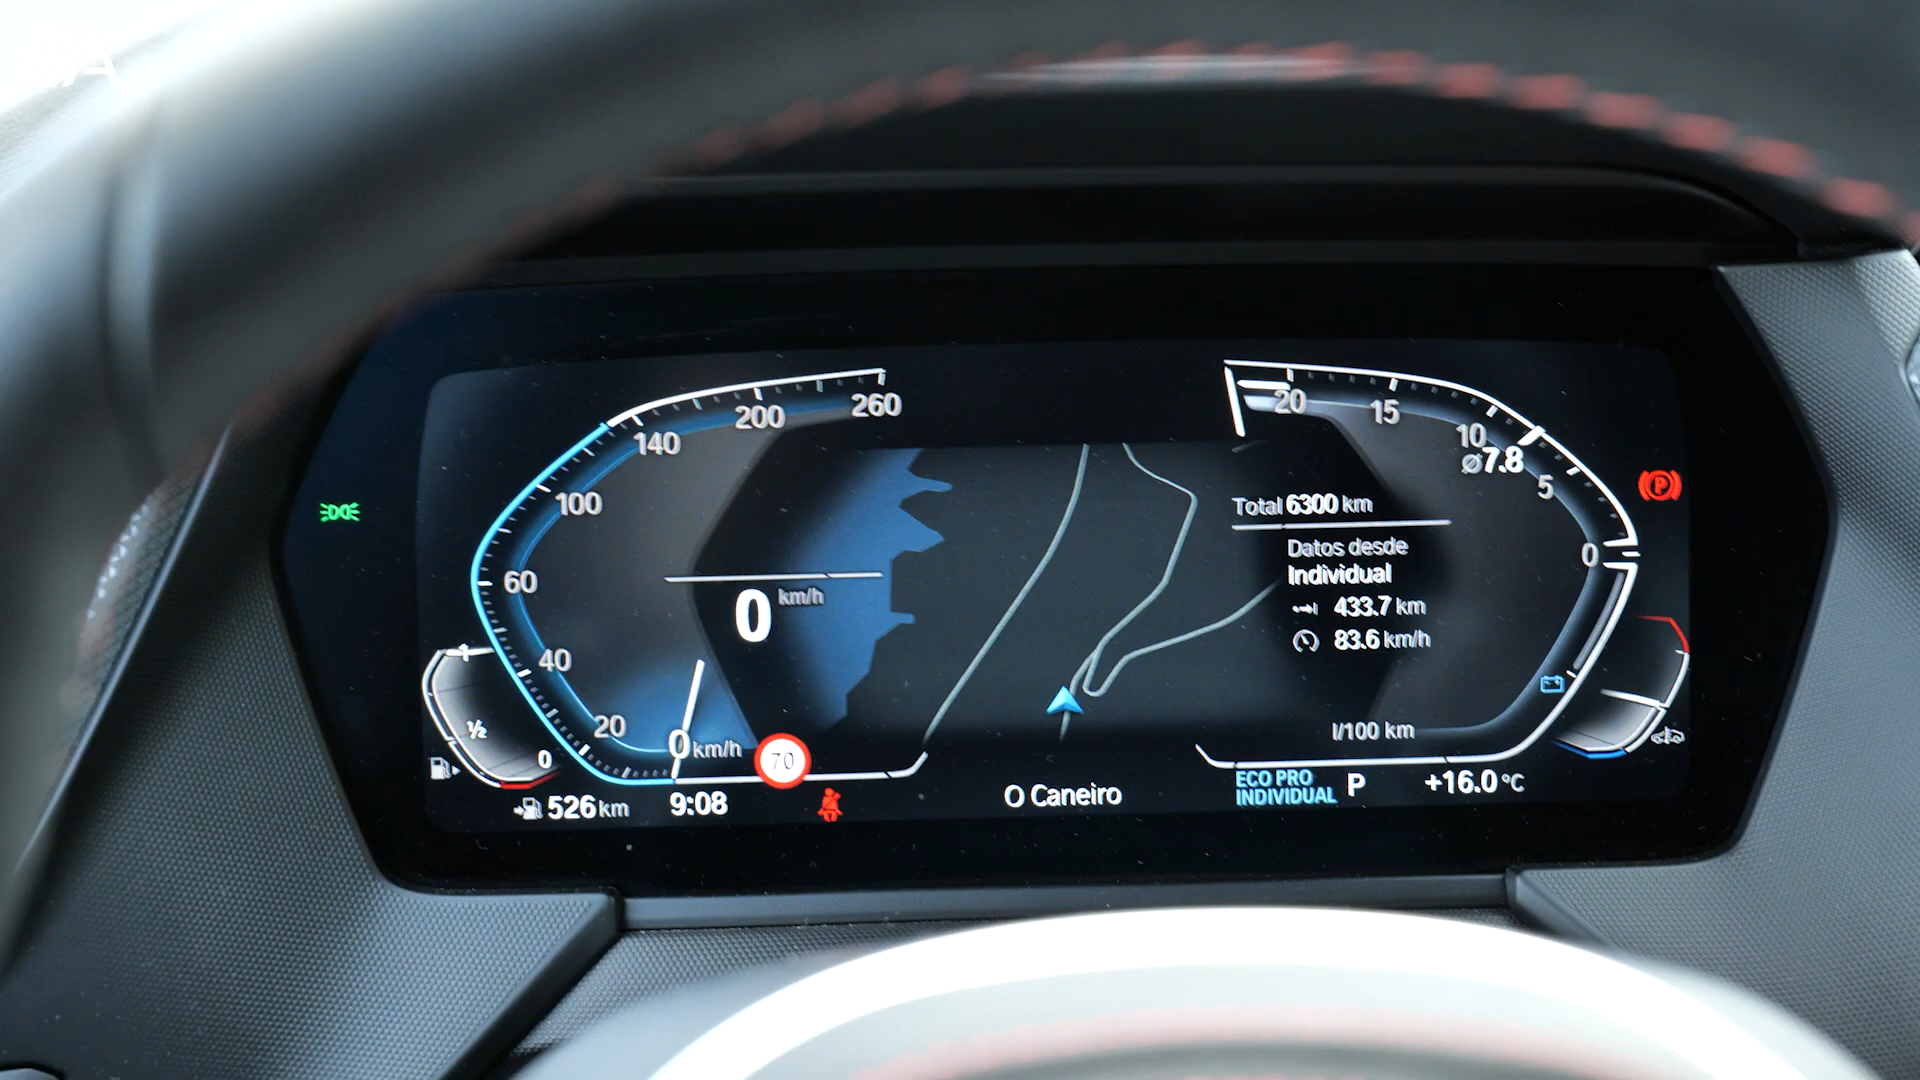 260
200
140
100
60
40
20
0 km/h
0 km/h
70
1
½
0
526 km
9:08
O Caneiro
20
15
10
ø7.8
5
0
Total 6300 km
Datos desde
Individual
433.7 km
83.6 km/h
l/100 km
ECO PRO
INDIVIDUAL
P
+16.0 °C
P